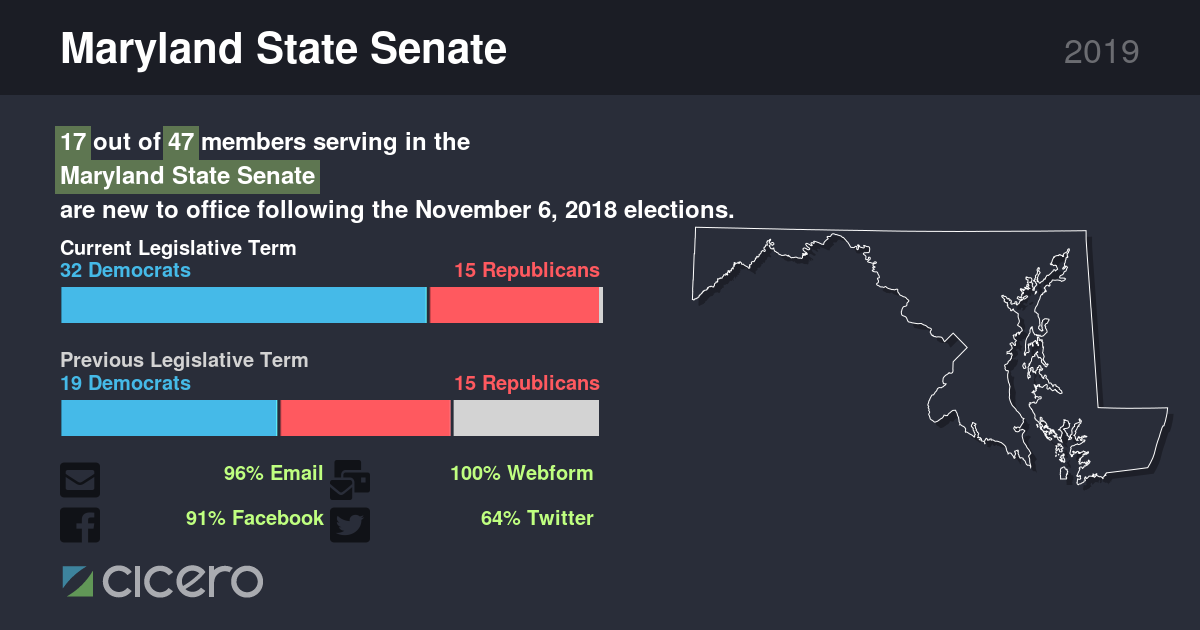 Maryland State Senate
2019
17 out of 47 members serving in the
Maryland State Senate
are new to office following the November 6, 2018 elections.
Current Legislative Term
32 Democrats 15 Republicans
Previous Legislative Term
19 Democrats 15 Republicans
96% Email 100% Webform
91% Facebook 64% Twitter
cicero